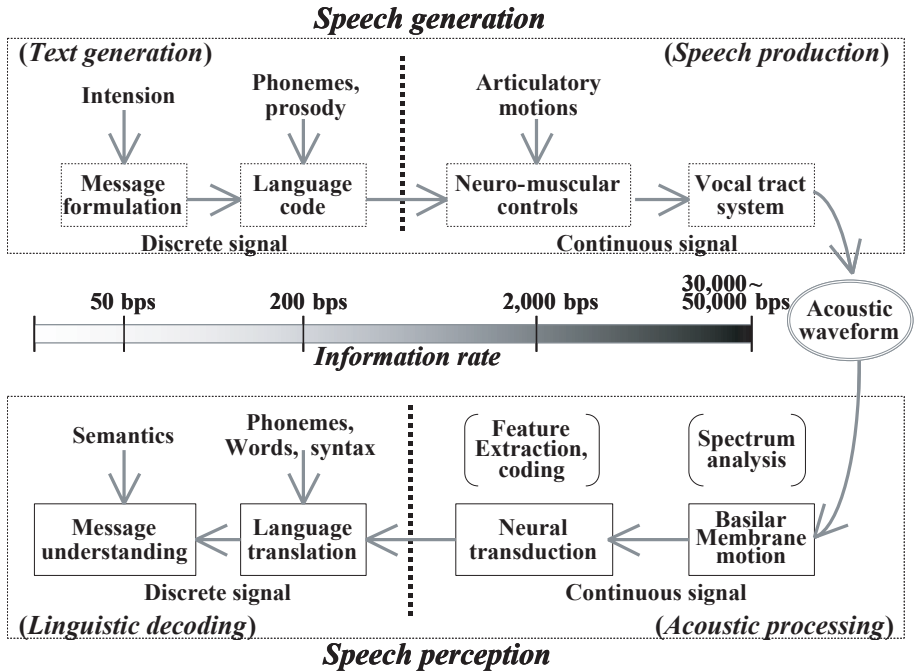 Speech generation
(Text generation)
(Speech production)
Intension
Phonemes,
prosody
Articulatory
motions
Message
formulation
Language
code
Neuro-muscular
controls
Vocal tract
system
Discrete signal
Continuous signal
50 bps
200 bps
2,000 bps
30,000~
50,000 bps
Acoustic
waveform
Information rate
Semantics
Phonemes,
Words, syntax
Feature
Extraction,
coding
Spectrum
analysis
Message
understanding
Language
translation
Neural
transduction
Basilar
Membrane
motion
Discrete signal
Continuous signal
(Linguistic decoding)
(Acoustic processing)
Speech perception